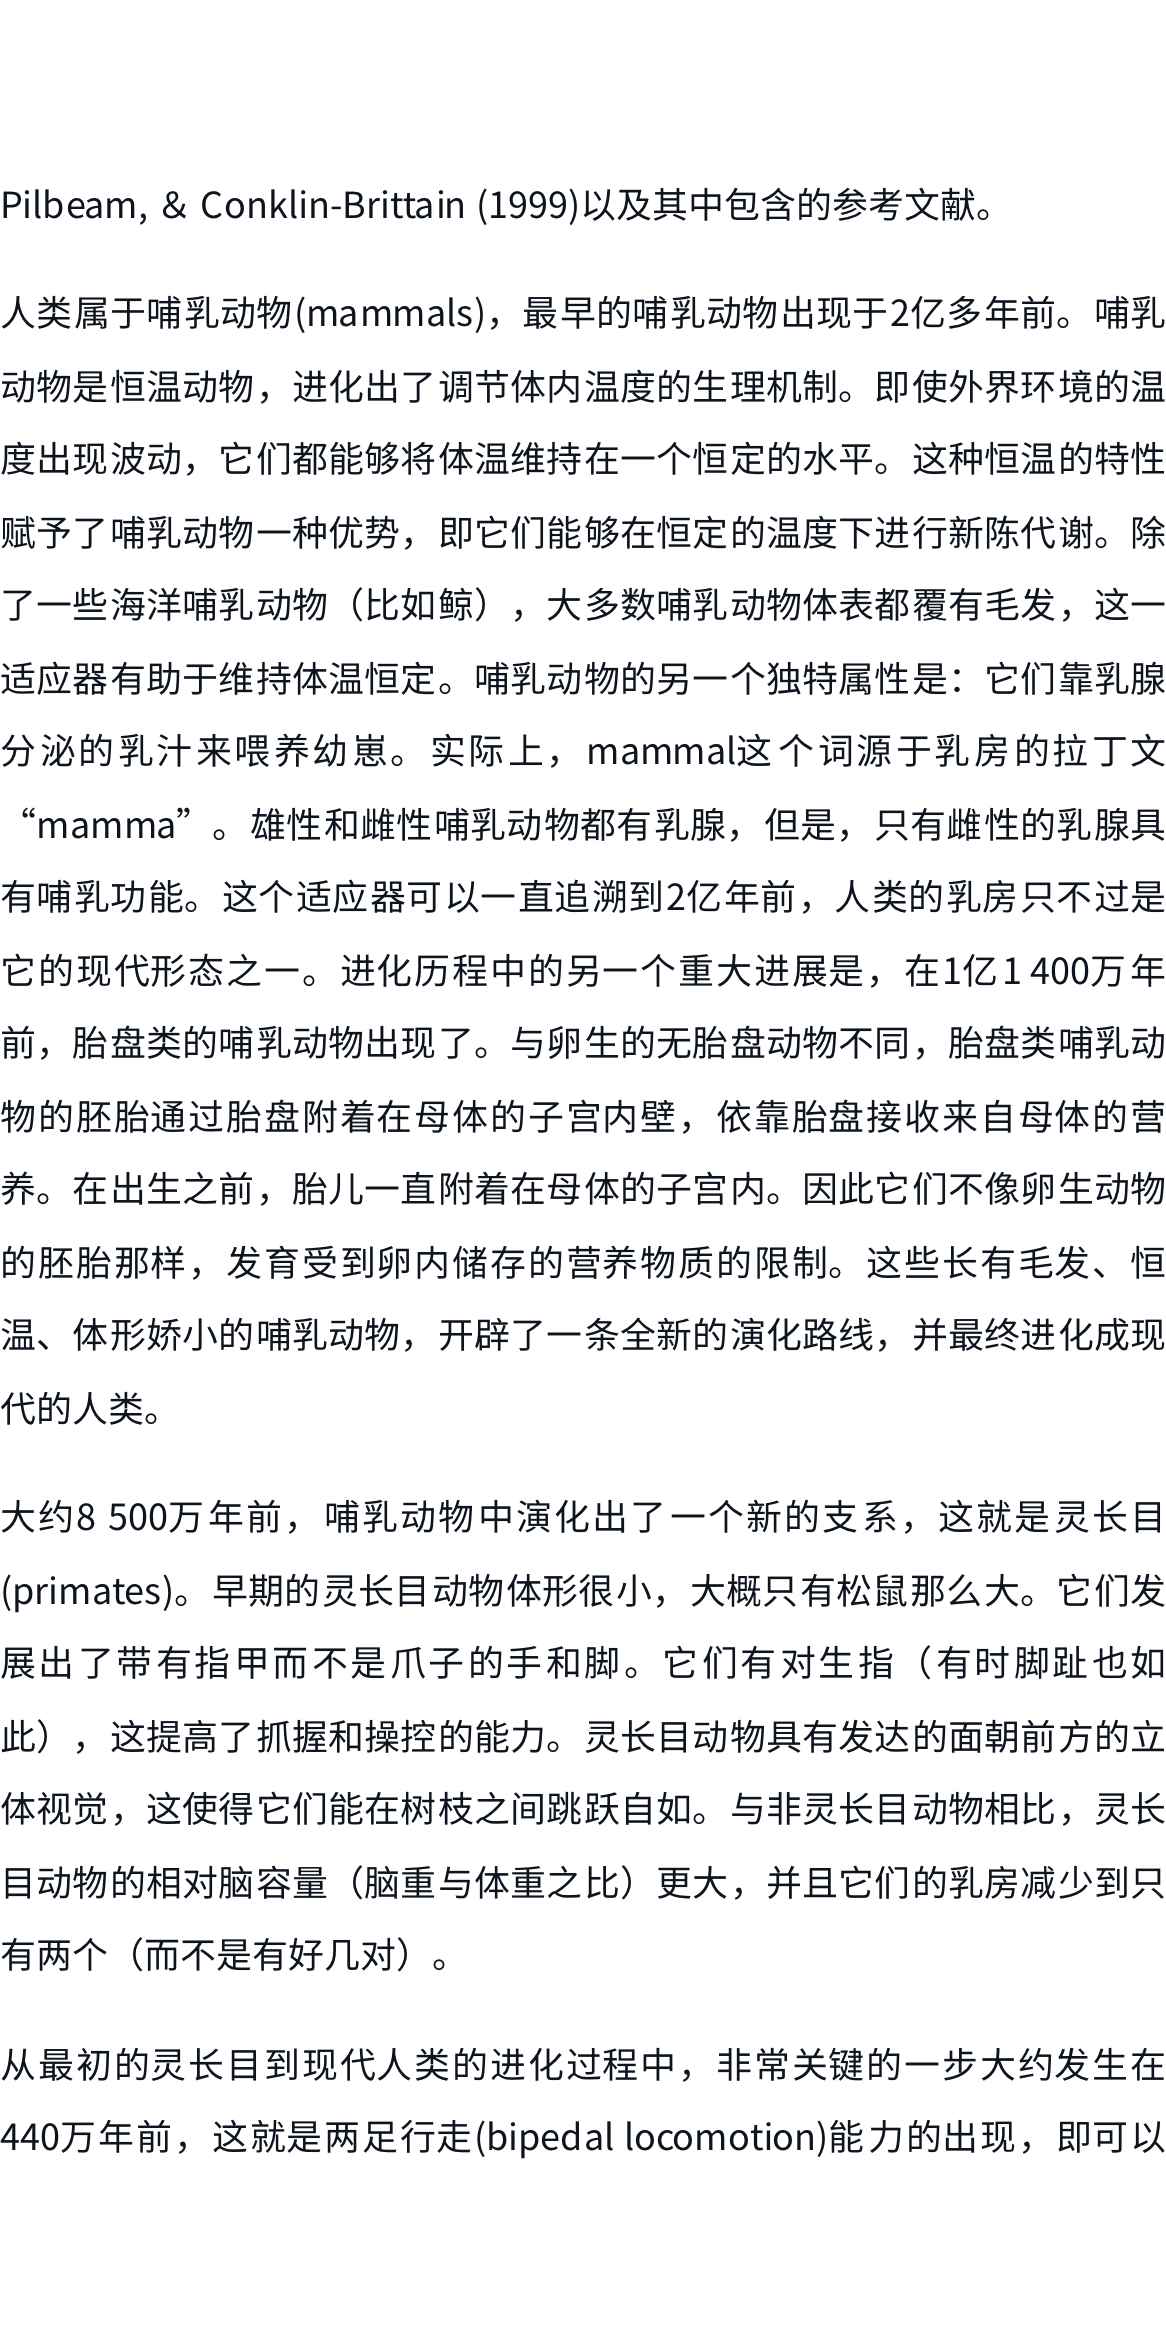 Pilbeam, & Conklin-Brittain (1999)以及其中包含的参考文献。
人类属于哺乳动物(mammals)，最早的哺乳动物出现于2亿多年前。哺乳
动物是恒温动物，进化出了调节体内温度的生理机制。即使外界环境的温
度出现波动，它们都能够将体温维持在一个恒定的水平。这种恒温的特性
赋予了哺乳动物一种优势，即它们能够在恒定的温度下进行新陈代谢。除
了一些海洋哺乳动物（比如鲸），大多数哺乳动物体表都覆有毛发，这一
适应器有助于维持体温恒定。哺乳动物的另一个独特属性是：它们靠乳腺
分泌的乳汁来喂养幼崽。实际上，mammal这个词源于乳房的拉丁文
“mamma”。雄性和雌性哺乳动物都有乳腺，但是，只有雌性的乳腺具
有哺乳功能。这个适应器可以一直追溯到2亿年前，人类的乳房只不过是
它的现代形态之一。进化历程中的另一个重大进展是，在1亿1 400万年
前，胎盘类的哺乳动物出现了。与卵生的无胎盘动物不同，胎盘类哺乳动
物的胚胎通过胎盘附着在母体的子宫内壁，依靠胎盘接收来自母体的营
养。在出生之前，胎儿一直附着在母体的子宫内。因此它们不像卵生动物
的胚胎那样，发育受到卵内储存的营养物质的限制。这些长有毛发、恒
温、体形娇小的哺乳动物，开辟了一条全新的演化路线，并最终进化成现
代的人类。
大约8 500万年前，哺乳动物中演化出了一个新的支系，这就是灵长目
(primates)。早期的灵长目动物体形很小，大概只有松鼠那么大。它们发
展出了带有指甲而不是爪子的手和脚。它们有对生指（有时脚趾也如
此），这提高了抓握和操控的能力。灵长目动物具有发达的面朝前方的立
体视觉，这使得它们能在树枝之间跳跃自如。与非灵长目动物相比，灵长
目动物的相对脑容量（脑重与体重之比）更大，并且它们的乳房减少到只
有两个（而不是有好几对）。
从最初的灵长目到现代人类的进化过程中，非常关键的一步大约发生在
440万年前，这就是两足行走(bipedal locomotion)能力的出现，即可以